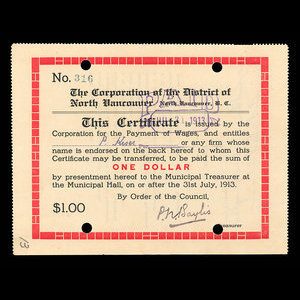 No. 316
The Corporation of the District of
North Vancouver North Vancouver, B. C.
PAID
1913
This Certificate is issued by the
Corporation for the Payment of Wages, and entitles
or any firm whose
name is endorsed on the back hereof to whom this
Certificate may be transferred, to be paid the sum of
ONE DOLLAR
by presentment hereof to the Municipal Treasurer at
the Municipal Hall, on or after the 31st July, 1913.
By Order of the Council,
$1.00
Treasurer
13